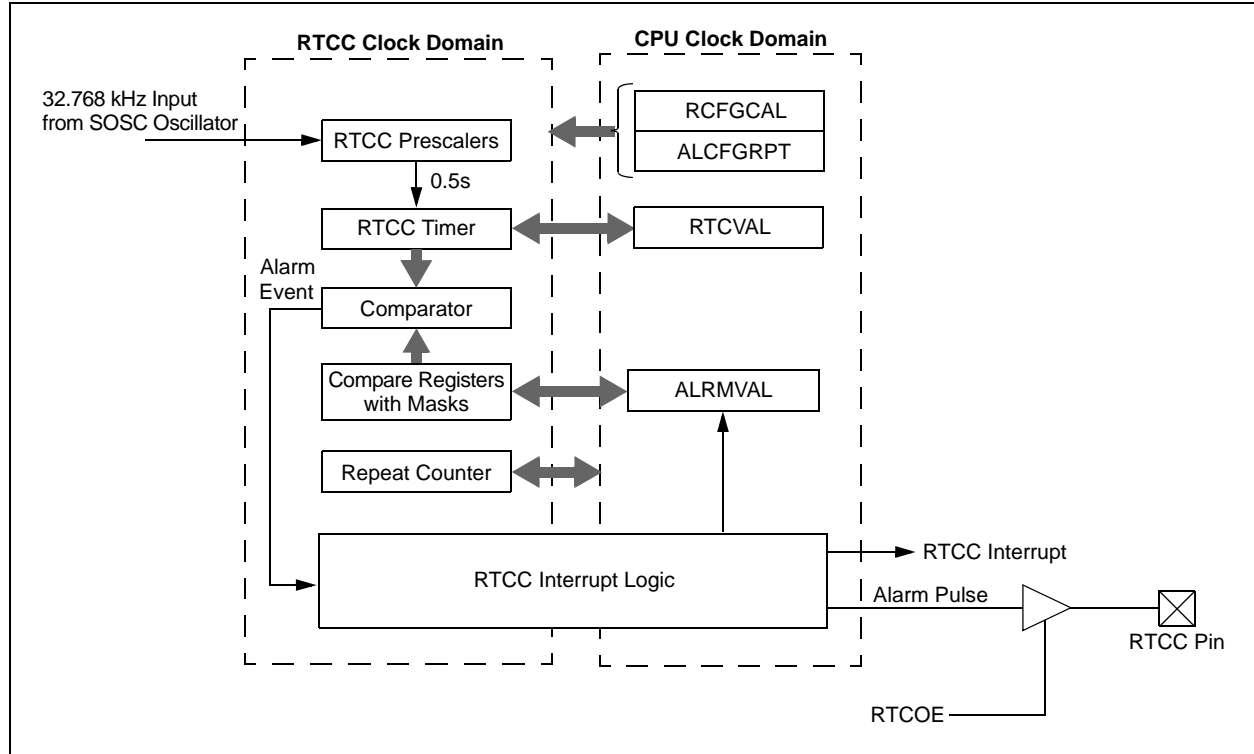 RTCC Clock Domain
CPU Clock Domain
32.768 kHz Input
from SOSC Oscillator
RCFGCAL
ALCFGRPT
RTCC Prescalers
0.5s
RTCC Timer
RTCVAL
Alarm
Event
Comparator
Compare Registers
with Masks
ALRMVAL
Repeat Counter
RTCC Interrupt Logic
RTCC Interrupt
Alarm Pulse
RTCC Pin
RTCOE